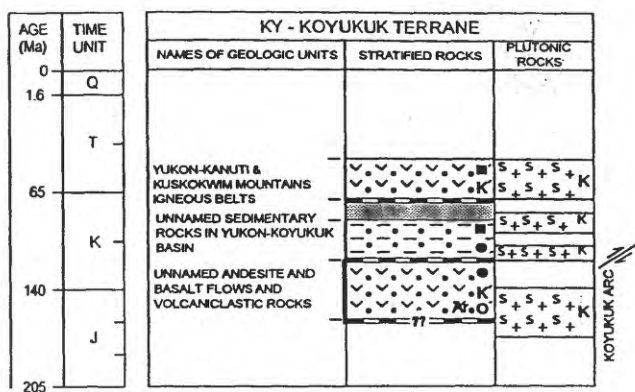 AGE
(Ma)
TIME
UNIT
KY - KOYUKUK TERRANE
NAMES OF GEOLOGIC UNITS
STRATIFIED ROCKS
PLUTONIC
ROCKS
0
Q
1.6
T
YUKON-KANUTI &
KUSKOKWIM MOUNTAINS
IGNEOUS BELTS
K
S S S K
S S S
65
UNNAMED SEDIMENTARY
ROCKS IN YUKON-KOYUKUK
BASIN
S S S K
K
S S S K
UNNAMED ANDESITE AND
BASALT FLOWS AND
VOLCANICLASTIC ROCKS
140
K
Ar O
S S S K
S S S
??
J
205
KOYUKUK ARC